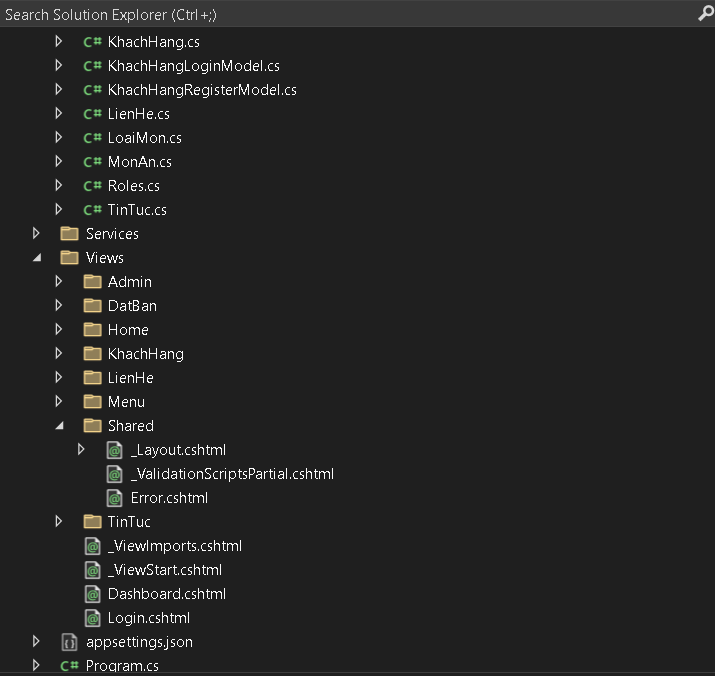 Search Solution Explorer (Ctrl+;)
C# KhachHang.cs
C# KhachHangLoginModel.cs
C# KhachHangRegisterModel.cs
C# LienHe.cs
C# LoaiMon.cs
C# MonAn.cs
C# Roles.cs
C# TinTuc.cs
Services
Views
Admin
DatBan
Home
KhachHang
LienHe
Menu
Shared
@ _Layout.cshtml
@ _ValidationScriptsPartial.cshtml
@ Error.cshtml
TinTuc
@ _ViewImports.cshtml
@ _ViewStart.cshtml
@ Dashboard.cshtml
@ Login.cshtml
appsettings.json
C# Program.cs